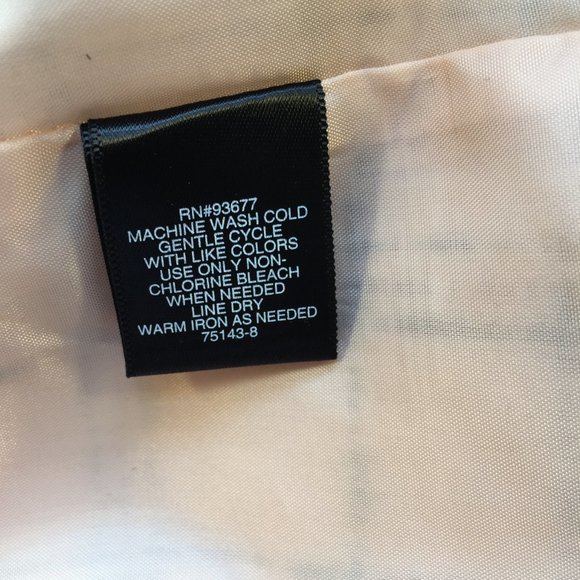 RN#93677
MACHINE WASH COLD
GENTLE CYCLE
WITH LIKE COLORS
USE ONLY NON-
CHLORINE BLEACH
WHEN NEEDED
LINE DRY
WARM IRON AS NEEDED
75143-8